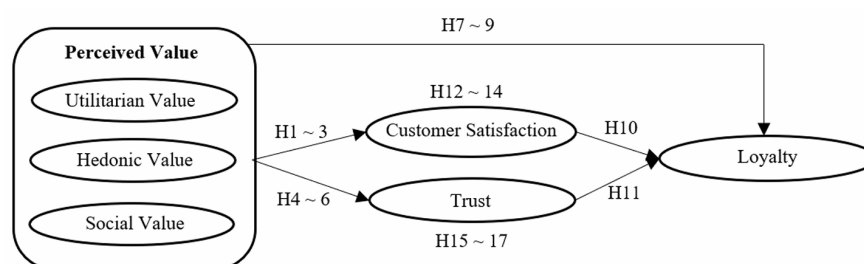 H7 ~ 9
Perceived Value
Utilitarian Value
H12 ~ 14
H1 ~ 3
Customer Satisfaction
H10
Hedonic Value
Loyalty
H4 ~ 6
Trust
H11
Social Value
H15 ~ 17